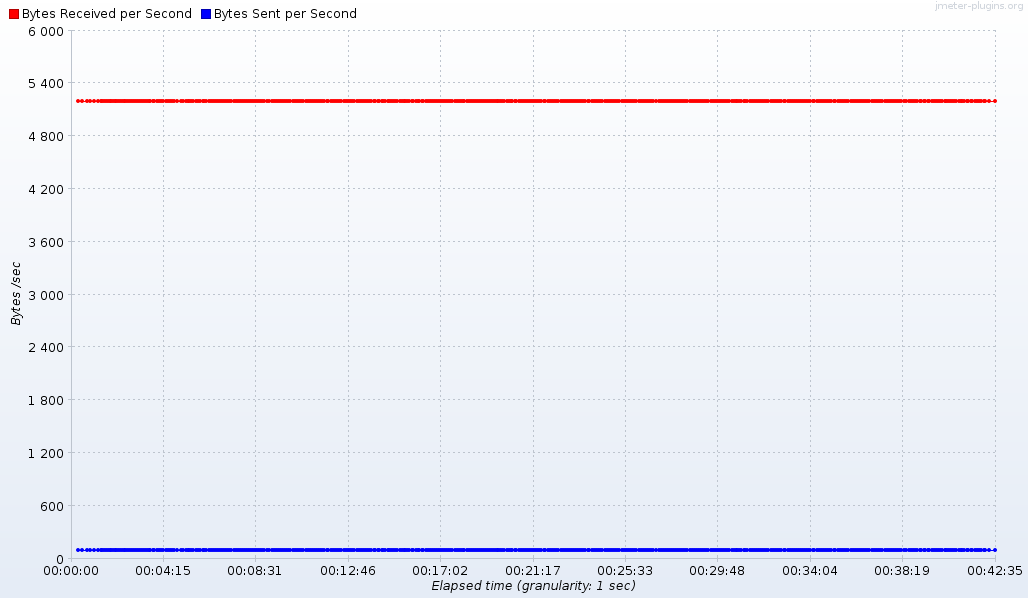 jmeter-plugins.org
Bytes Received per Second Bytes Sent per Second
6 000
5 400
4 800
4 200
3 600
3 000
2 400
1 800
1 200
600
0
Bytes /sec
00:00:00 00:04:15 00:08:31 00:12:46 00:17:02 00:21:17 00:25:33 00:29:48 00:34:04 00:38:19 00:42:35
Elapsed time (granularity: 1 sec)